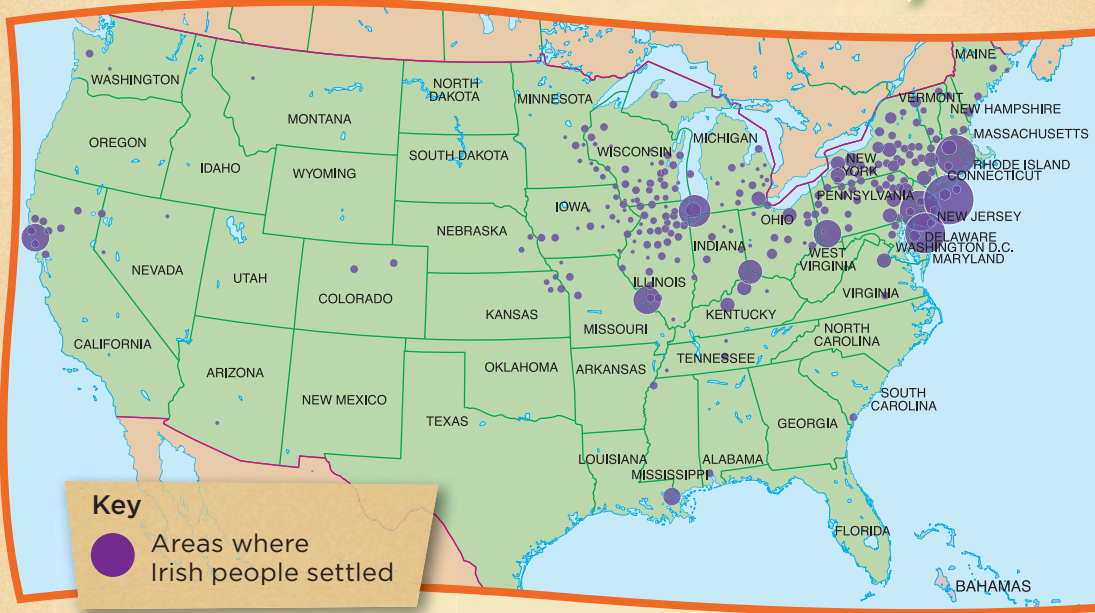 WASHINGTON
OREGON
IDAHO
MONTANA
WYOMING
NORTH
DAKOTA
SOUTH DAKOTA
MINNESOTA
WISCONSIN
MICHIGAN
MAINE
VERMONT
NEW HAMPSHIRE
MASSACHUSETTS
RHODE ISLAND
CONNECTICUT
NEW
YORK
PENNSYLVANIA
NEW JERSEY
DELAWARE
WASHINGTON D.C.
MARYLAND
IOWA
NEBRASKA
OHIO
INDIANA
ILLINOIS
WEST
VIRGINIA
VIRGINIA
NEVADA
UTAH
COLORADO
KANSAS
MISSOURI
KENTUCKY
CALIFORNIA
ARIZONA
NEW MEXICO
OKLAHOMA
ARKANSAS
TENNESSEE
NORTH
CAROLINA
SOUTH
CAROLINA
TEXAS
LOUISIANA
MISSISSIPPI
ALABAMA
GEORGIA
FLORIDA
BAHAMAS
Key
Areas where
Irish people settled